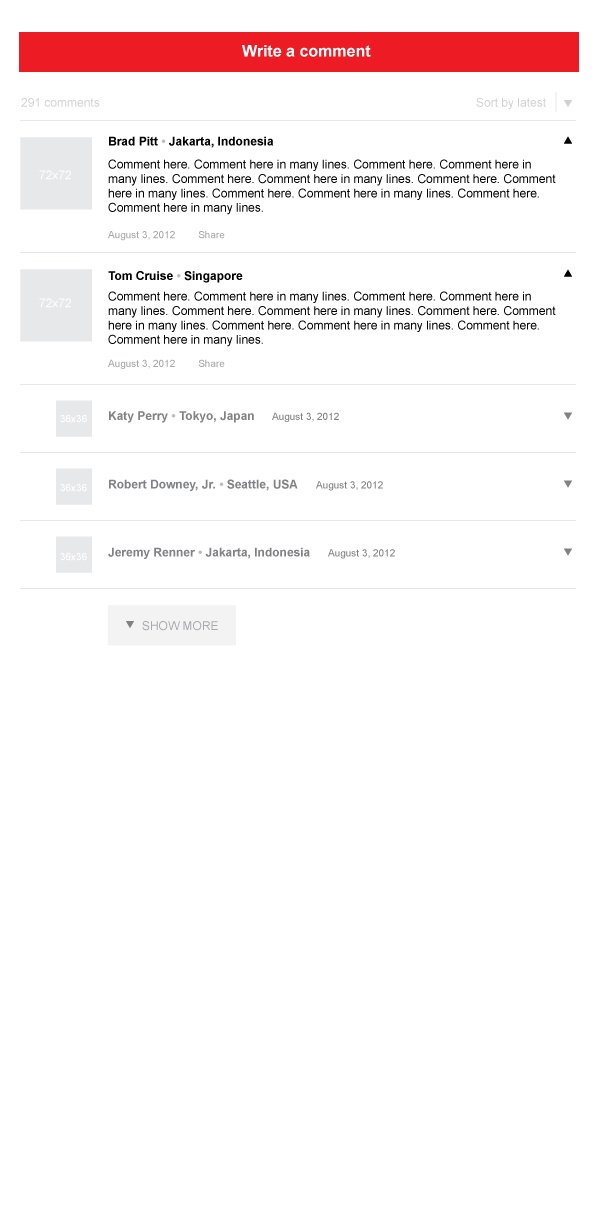 Write a comment
291 comments
Sort by latest
72x72
Brad Pitt • Jakarta, Indonesia
Comment here. Comment here in many lines. Comment here. Comment here in
many lines. Comment here. Comment here in many lines. Comment here. Comment
here in many lines. Comment here. Comment here in many lines. Comment here.
Comment here in many lines.
August 3, 2012 Share
72x72
Tom Cruise • Singapore
Comment here. Comment here in many lines. Comment here. Comment here in
many lines. Comment here. Comment here in many lines. Comment here. Comment
here in many lines. Comment here. Comment here in many lines. Comment here.
Comment here in many lines.
August 3, 2012 Share
36x36
Katy Perry • Tokyo, Japan August 3, 2012
36x36
Robert Downey, Jr. • Seattle, USA August 3, 2012
36x36
Jeremy Renner • Jakarta, Indonesia August 3, 2012
SHOW MORE